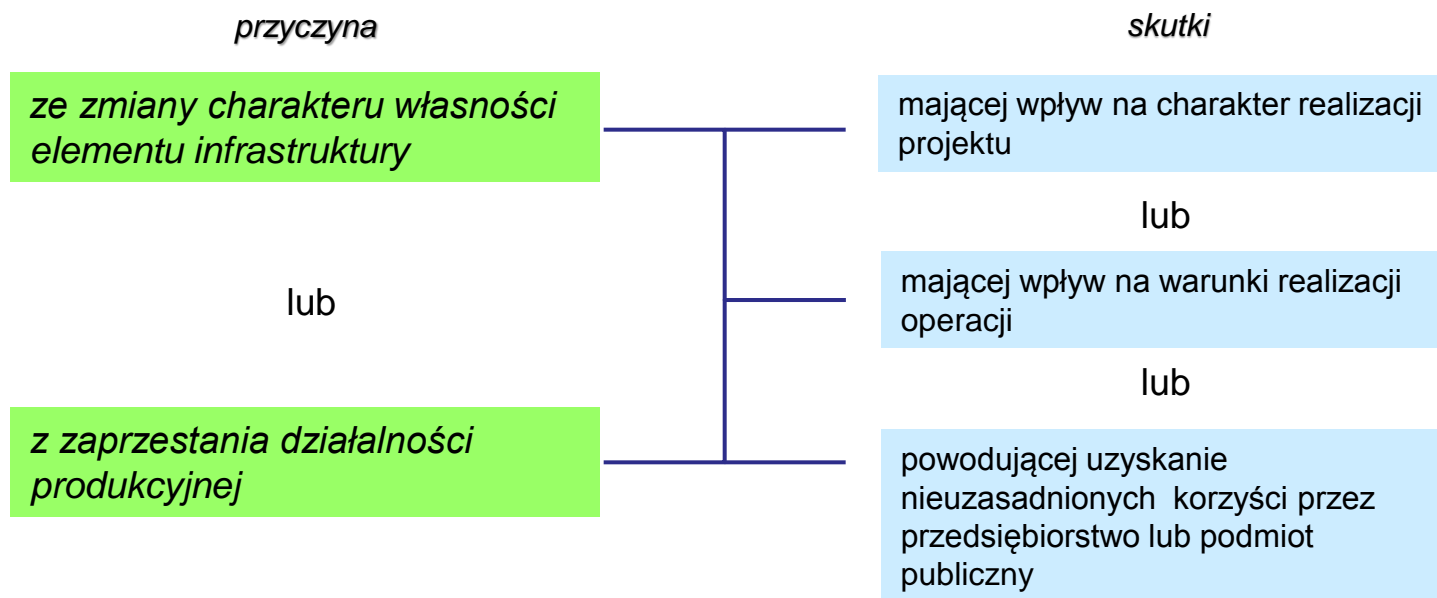 przyczyna
ze zmiany charakteru własności
elementu infrastruktury
lub
z zaprzestania działalności
produkcyjnej
skutki
mającej wpływ na charakter realizacji
projektu
lub
mającej wpływ na warunki realizacji
operacji
lub
powodującej uzyskanie
nieuzasadnionych korzyści przez
przedsiębiorstwo lub podmiot
publiczny